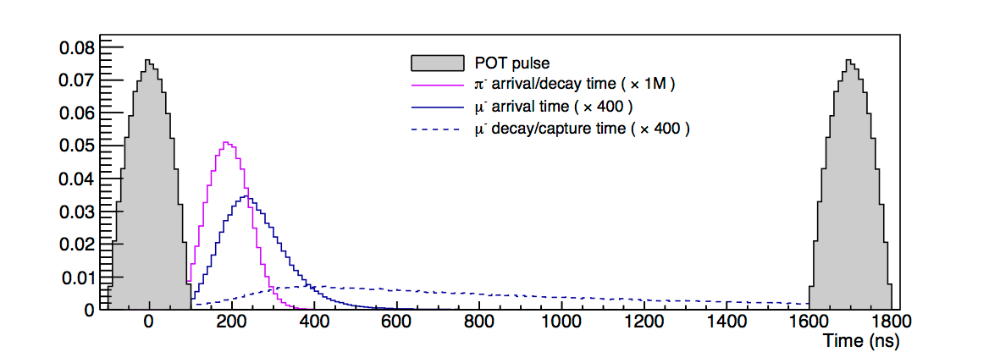 0.08
0.07
0.06
0.05
0.04
0.03
0.02
0.01
0
POT pulse
π⁻ arrival/decay time ( × 1M )
μ⁻ arrival time ( × 400 )
μ⁻ decay/capture time ( × 400 )
0 200 400 600 800 1000 1200 1400 1600 1800
Time (ns)